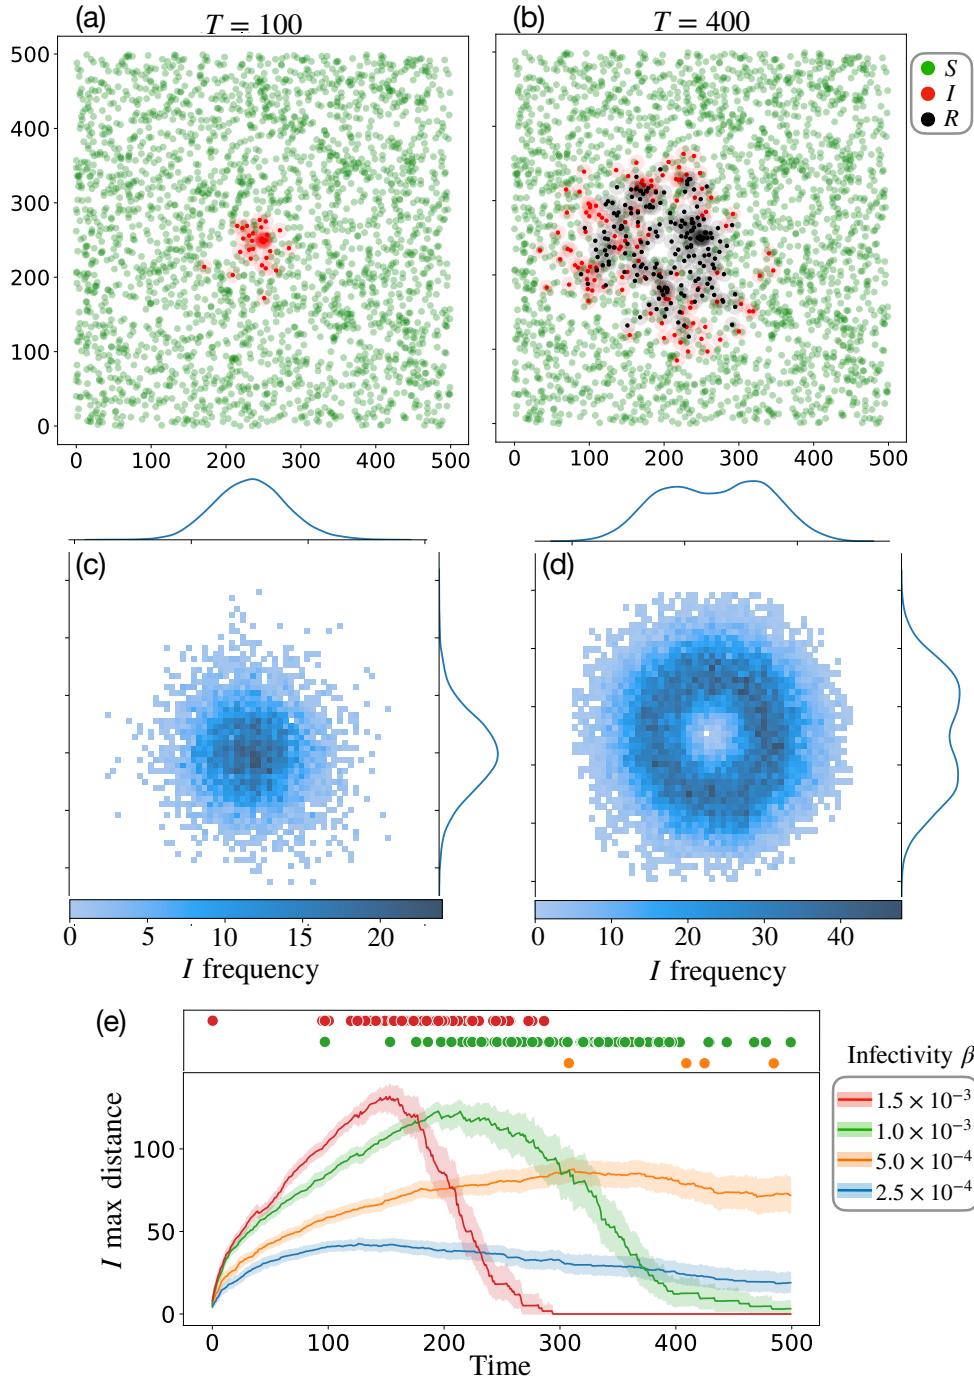 (a)
T = 100
(b)
T = 400
S
I
R
500
400
300
200
100
0
0 100 200 300 400 500
0 100 200 300 400 500
(c)
(d)
0 5 10 15 20
I frequency
0 10 20 30 40
I frequency
(e)
Infectivity β
1.5 × 10⁻³
1.0 × 10⁻³
5.0 × 10⁻⁴
2.5 × 10⁻⁴
I max distance
100
50
0
0 100 200 300 400 500
Time